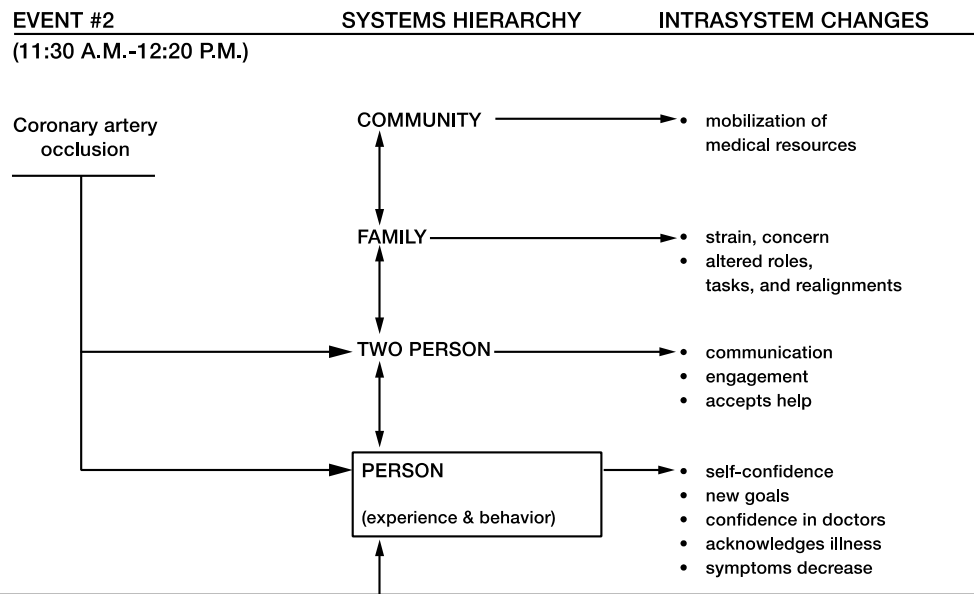 EVENT #2
SYSTEMS HIERARCHY
INTRASYSTEM CHANGES
(11:30 A.M.-12:20 P.M.)
Coronary artery
occlusion
COMMUNITY
• mobilization of
medical resources
FAMILY
• strain, concern
• altered roles,
tasks, and realignments
TWO PERSON
• communication
• engagement
• accepts help
PERSON
(experience & behavior)
• self-confidence
• new goals
• confidence in doctors
• acknowledges illness
• symptoms decrease